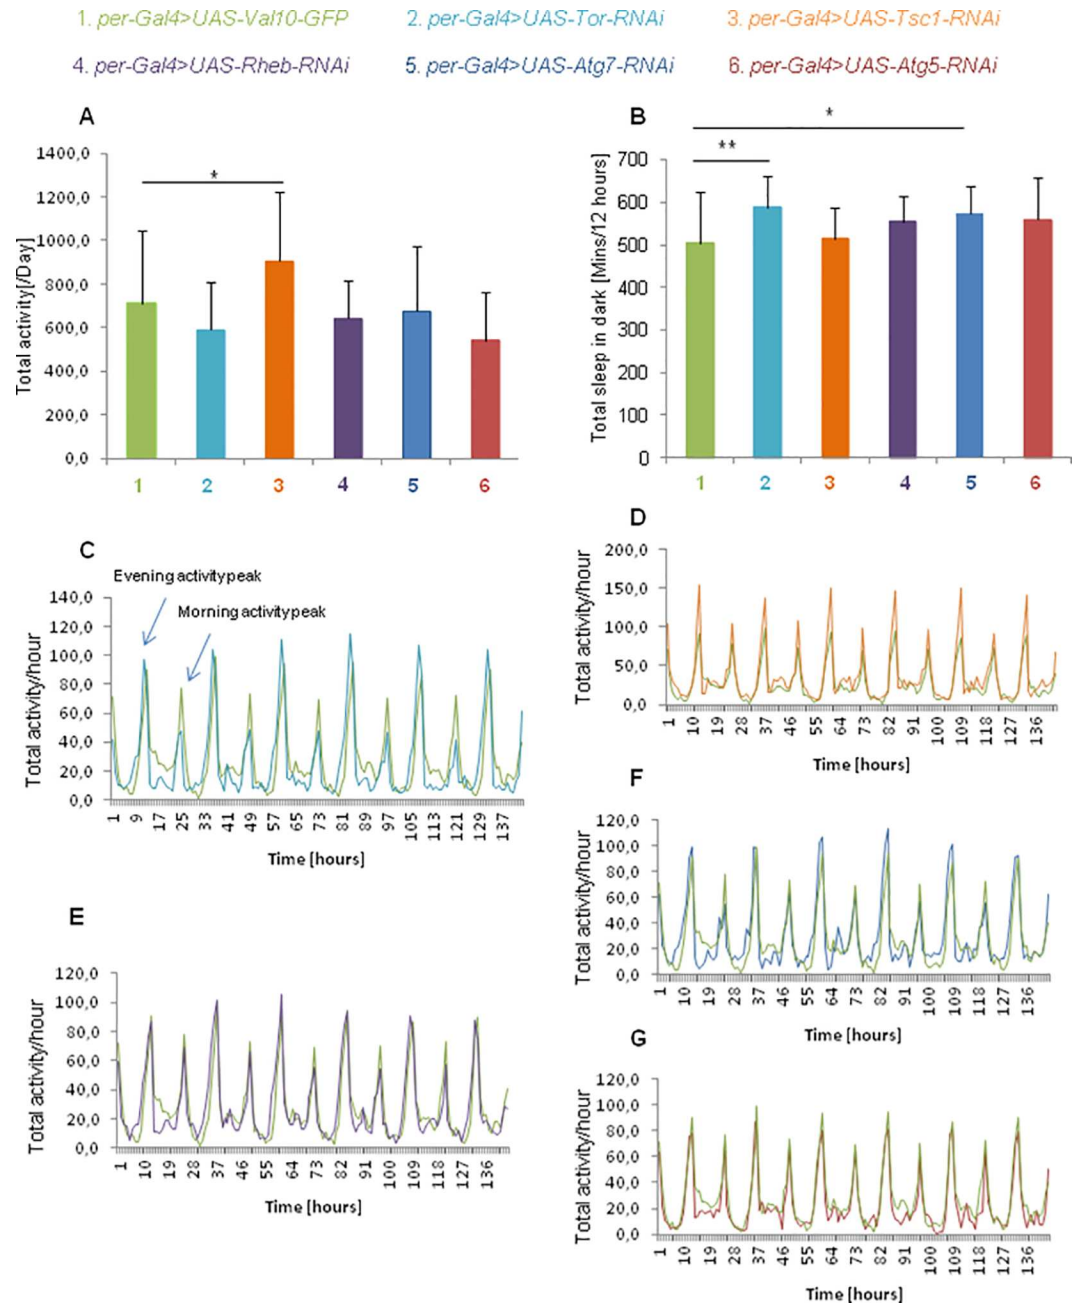 1. per-Gal4>UAS-Val10-GFP
2. per-Gal4>UAS-Tor-RNAi
3. per-Gal4>UAS-Tsc1-RNAi
4. per-Gal4>UAS-Rheb-RNAi
5. per-Gal4>UAS-Atg7-RNAi
6. per-Gal4>UAS-Atg5-RNAi
A
Total activity[/Day]
1400,0
1200,0
1000,0
800,0
600,0
400,0
200,0
0,0
*
1 2 3 4 5 6
B
Total sleep in dark [Mins/12 hours]
700
600
500
400
300
200
100
0
*
**
1 2 3 4 5 6
C
Evening activity peak
Morning activity peak
Total activity/hour
140,0
120,0
100,0
80,0
60,0
40,0
20,0
0,0
1 9 17 25 33 41 49 57 65 73 81 89 97 105 113 121 129 137
Time [hours]
D
Total activity/hour
200,0
150,0
100,0
50,0
0,0
1 10 19 28 37 46 55 64 73 82 91 100 109 118 127 136
Time [hours]
E
Total activity/hour
120,0
100,0
80,0
60,0
40,0
20,0
0,0
1 10 19 28 37 46 55 64 73 82 91 100 109 118 127 136
Time [hours]
F
Total activity/hour
120,0
100,0
80,0
60,0
40,0
20,0
0,0
1 10 19 28 37 46 55 64 73 82 91 100 109 118 127 136
Time [hours]
G
Total activity/hour
120,0
100,0
80,0
60,0
40,0
20,0
0,0
1 10 19 28 37 46 55 64 73 82 91 100 109 118 127 136
Time [hours]